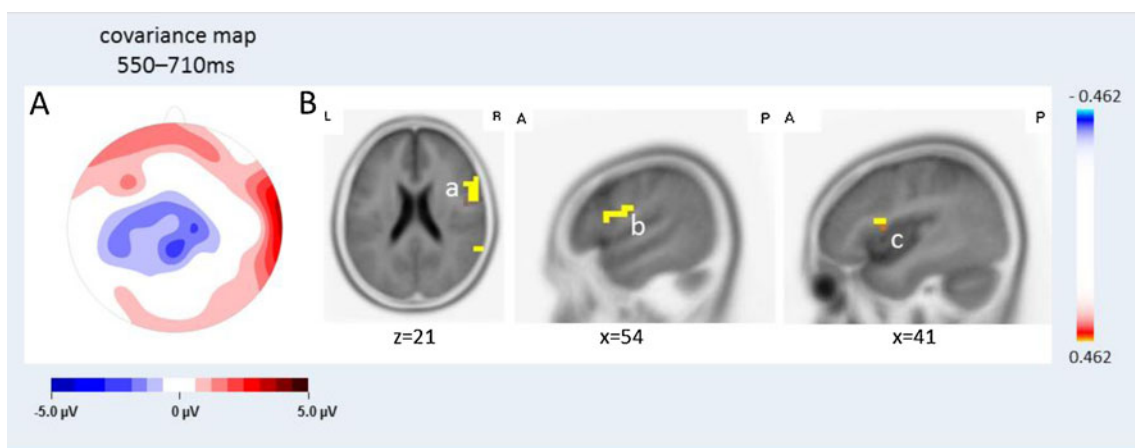 covariance map
550–710ms
A
B
L
R
A
P
A
P
a
b
c
z=21
x=54
x=41
- 0.462
0.462
-5.0 µV
0 µV
5.0 µV